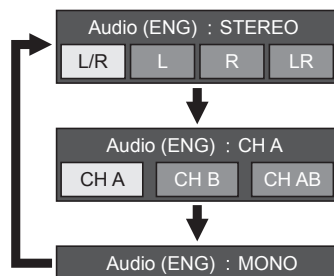 Audio (ENG) : STEREO
L/R L R LR
Audio (ENG) : CH A
CH A CH B CH AB
Audio (ENG) : MONO